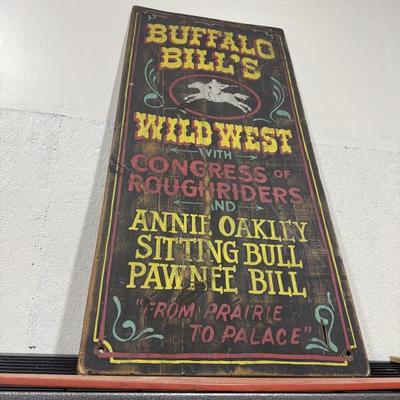 BUFFALO
BILL'S
WILD WEST
WITH
CONGRESS OF
ROUGHRIDERS
AND
ANNIE OAKLEY
SITTING BULL
PAWNEE BILL
"FROM PRAIRIE
TO PALACE"